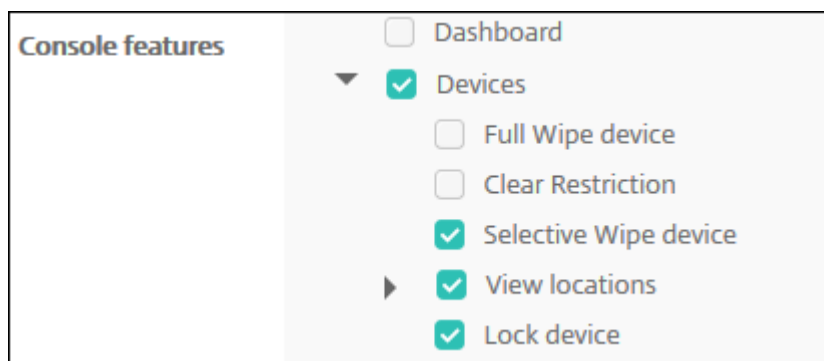 Console features
Dashboard
Devices
Full Wipe device
Clear Restriction
Selective Wipe device
View locations
Lock device